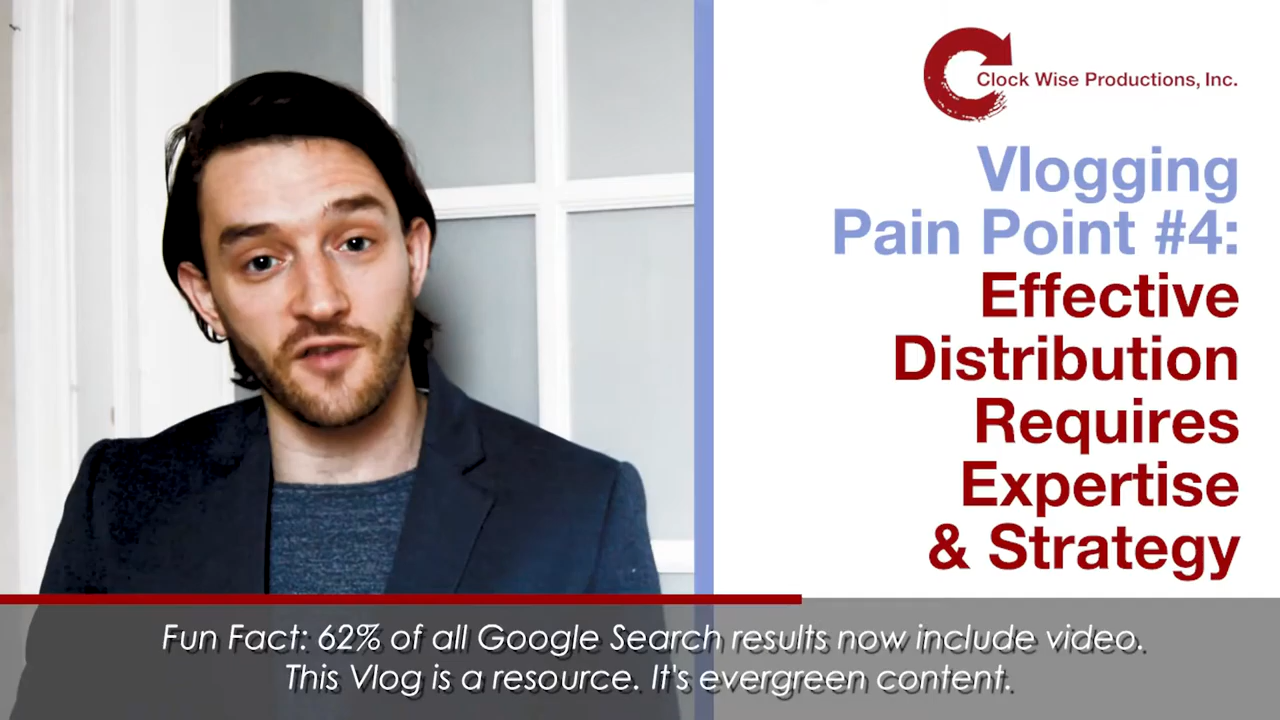 Clock Wise Productions, Inc.
Vlogging
Pain Point #4:
Effective
Distribution
Requires
Expertise
& Strategy
Fun Fact: 62% of all Google Search results now include video.
This Vlog is a resource. It's evergreen content.